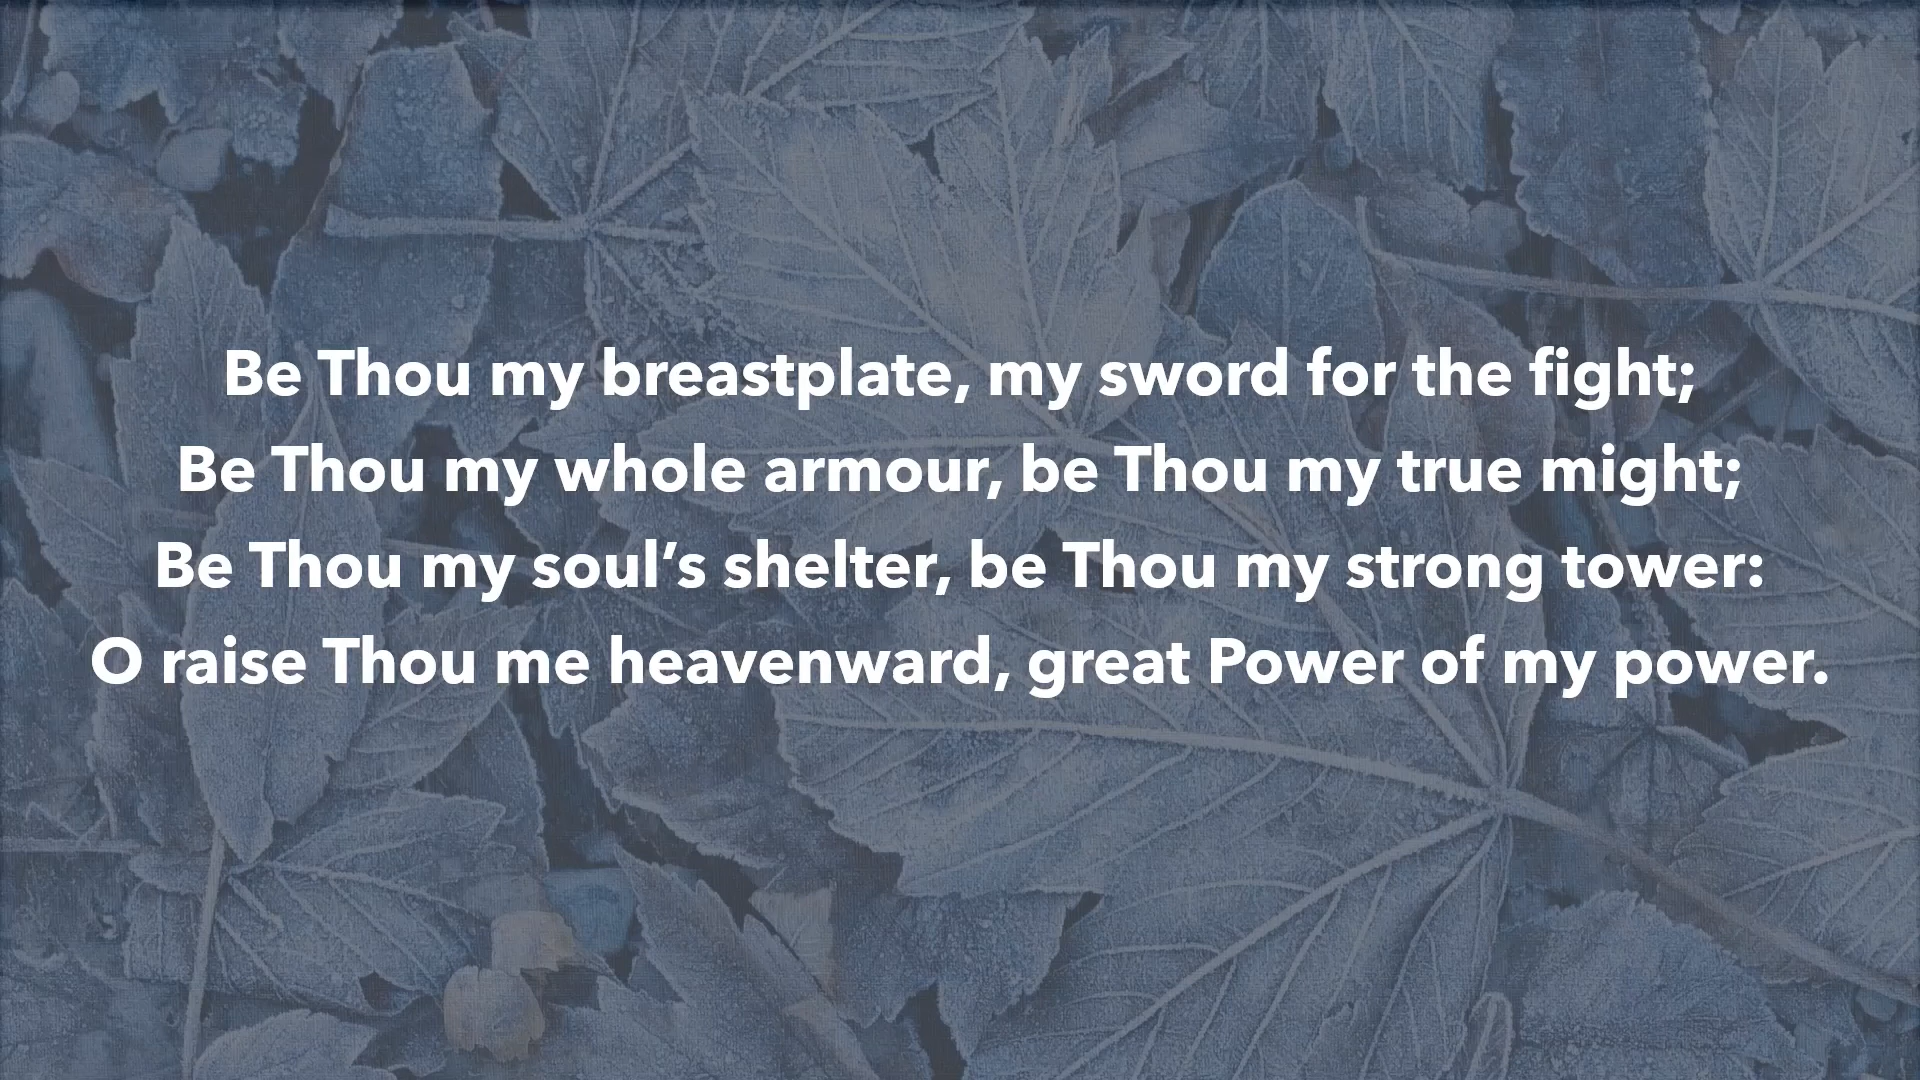 Be Thou my breastplate, my sword for the fight;
Be Thou my whole armour, be Thou my true might;
Be Thou my soul’s shelter, be Thou my strong tower:
O raise Thou me heavenward, great Power of my power.